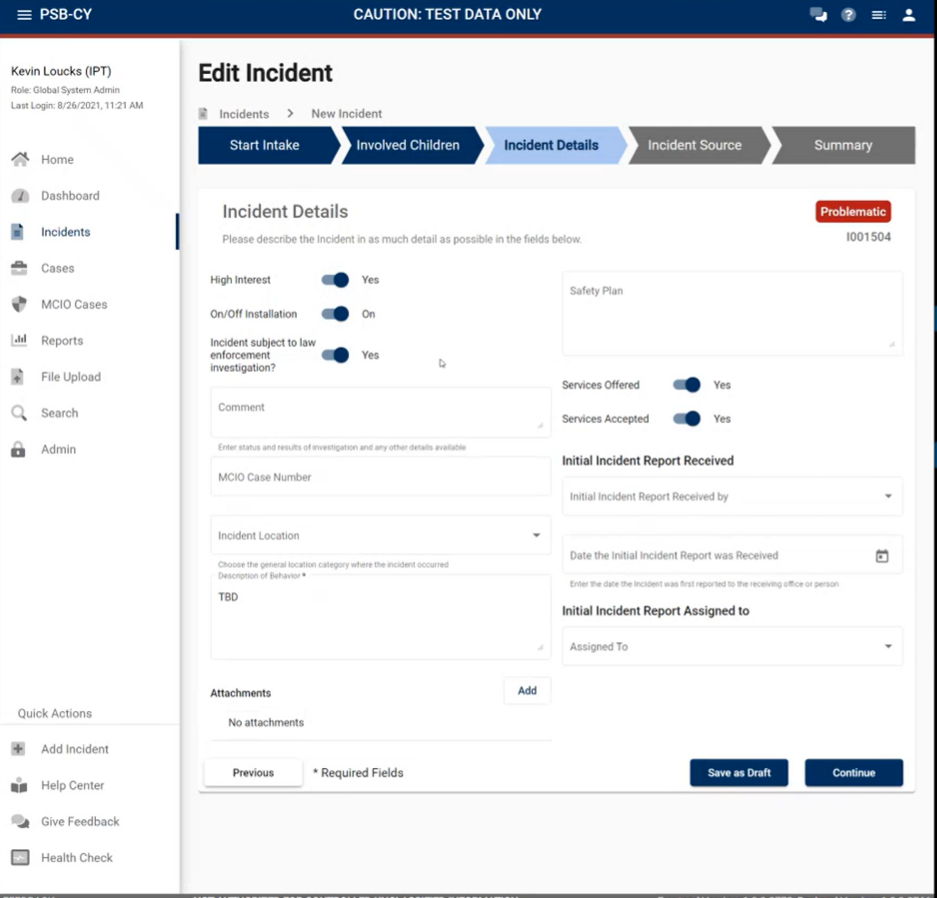 PSB-CY
CAUTION: TEST DATA ONLY
Kevin Loucks (IPT)
Role: Global System Admin
Last Login: 8/26/2021, 11:21 AM
Home
Dashboard
Incidents
Cases
MCIO Cases
Reports
File Upload
Search
Admin
Quick Actions
Add Incident
Help Center
Give Feedback
Health Check
Edit Incident
Incidents > New Incident
Start Intake
Involved Children
Incident Details
Incident Source
Summary
Incident Details
Problematic
Please describe the Incident in as much detail as possible in the fields below.
I001504
High Interest
Yes
On/Off Installation
On
Incident subject to law
enforcement
investigation?
Yes
Comment
Enter status and results of investigation and any other details available
MCIO Case Number
Incident Location
Choose the general location category where the incident occurred
Description of Behavior *
TBD
Attachments
Add
No attachments
Safety Plan
Services Offered
Yes
Services Accepted
Yes
Initial Incident Report Received
Initial Incident Report Received by
Date the Initial Incident Report was Received
Enter the date the Incident was first reported to the receiving office or person
Initial Incident Report Assigned to
Assigned To
Previous
* Required Fields
Save as Draft
Continue